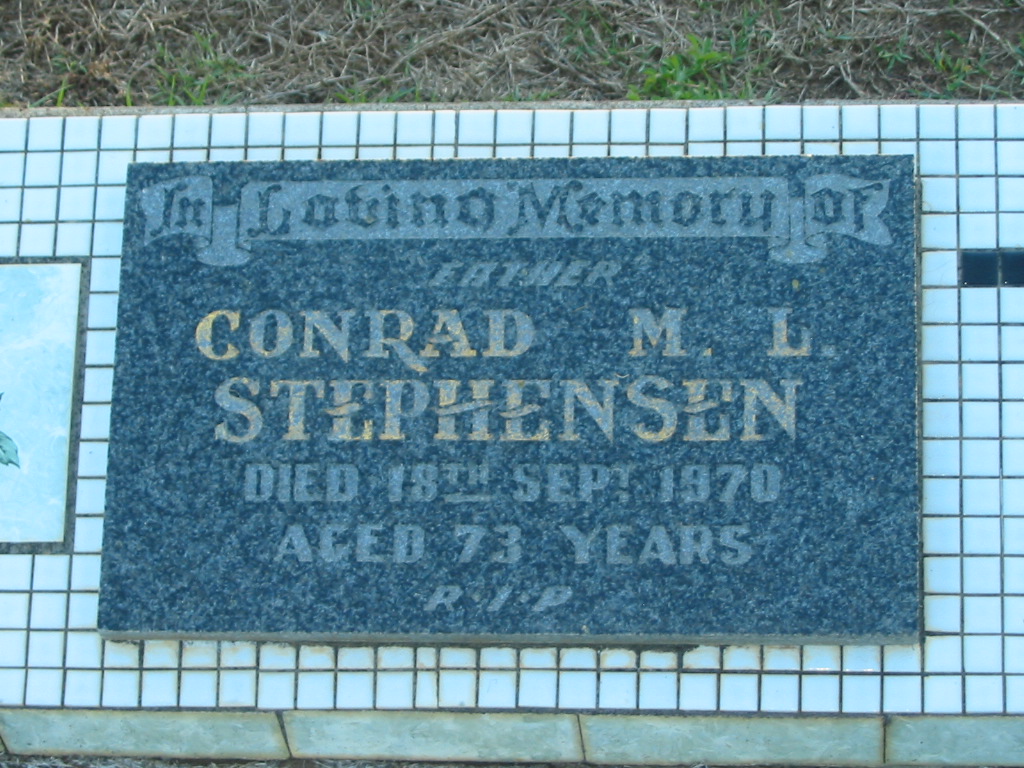 In Loving Memory of
FATHER
CONRAD M. L.
STEPHENSEN
DIED 18TH SEPT. 1970
AGED 73 YEARS
R·I·P